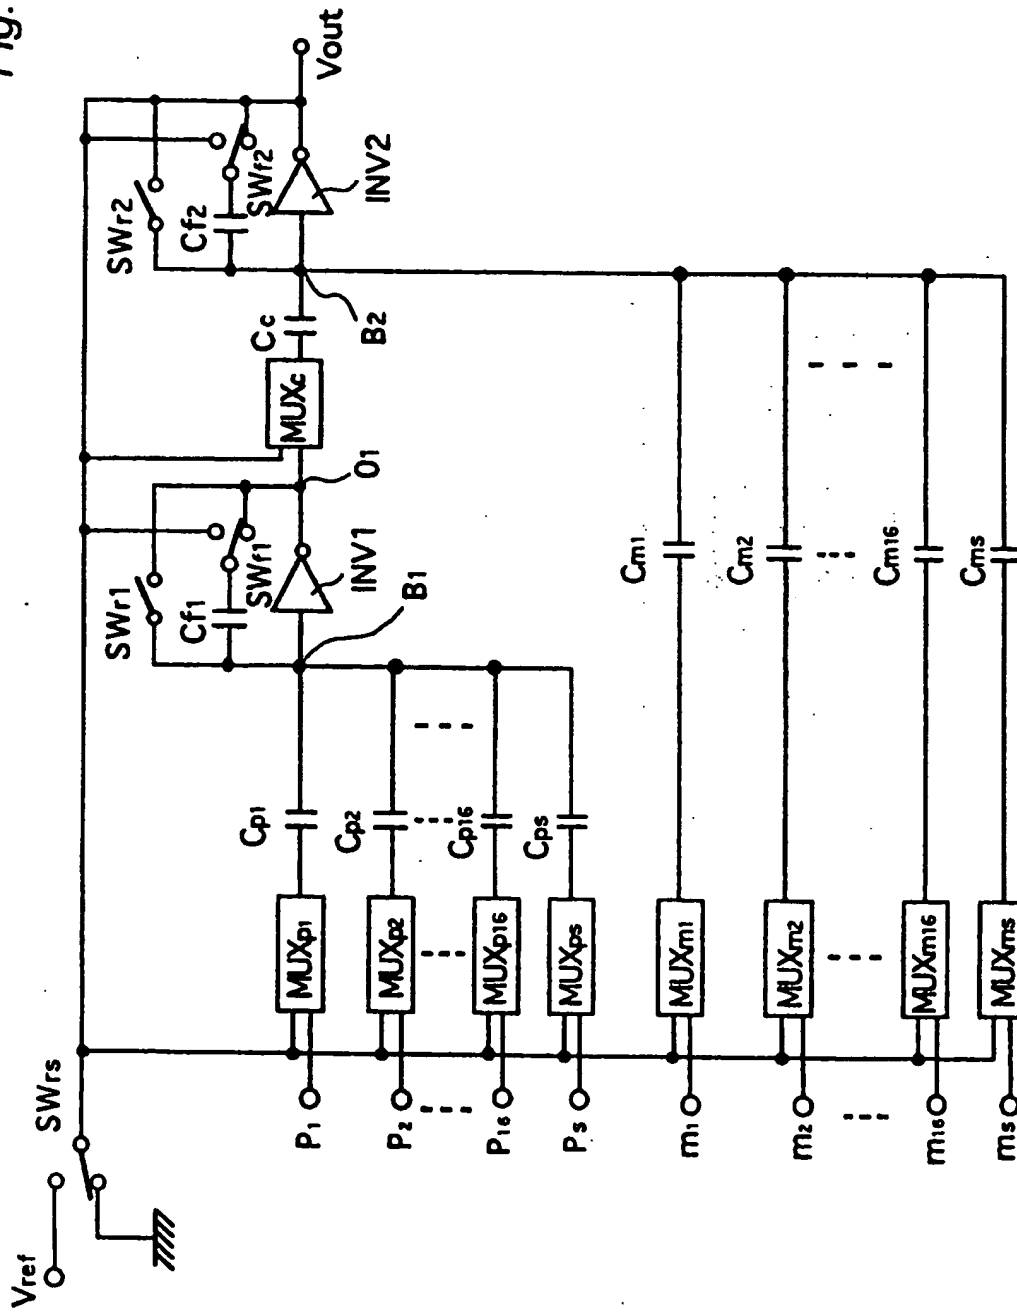 Fig.
Vref
SWrs
SWr1
Cf1
SWf1
INV1
B1
O1
MUXc
Cc
B2
SWr2
Cf2
SWf2
INV2
Vout
P1
MUXp1
Cp1
P2
MUXp2
Cp2
P16
MUXp16
Cp16
Ps
MUXps
Cps
m1
MUXm1
Cm1
m2
MUXm2
Cm2
m16
MUXm16
Cm16
ms
MUXms
Cms